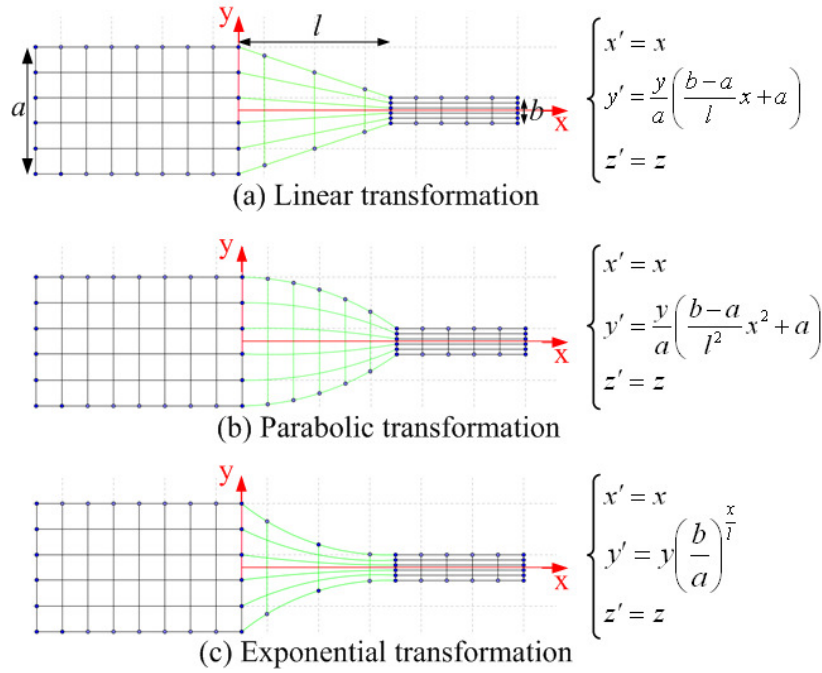 y
l
x′ = x
a
y′ = y/a ( (b−a)/l x + a )
b
x
z′ = z
(a) Linear transformation
y
x′ = x
y′ = y/a ( (b−a)/l² x² + a )
x
z′ = z
(b) Parabolic transformation
y
x′ = x
y′ = y (b/a)^(x/l)
x
z′ = z
(c) Exponential transformation